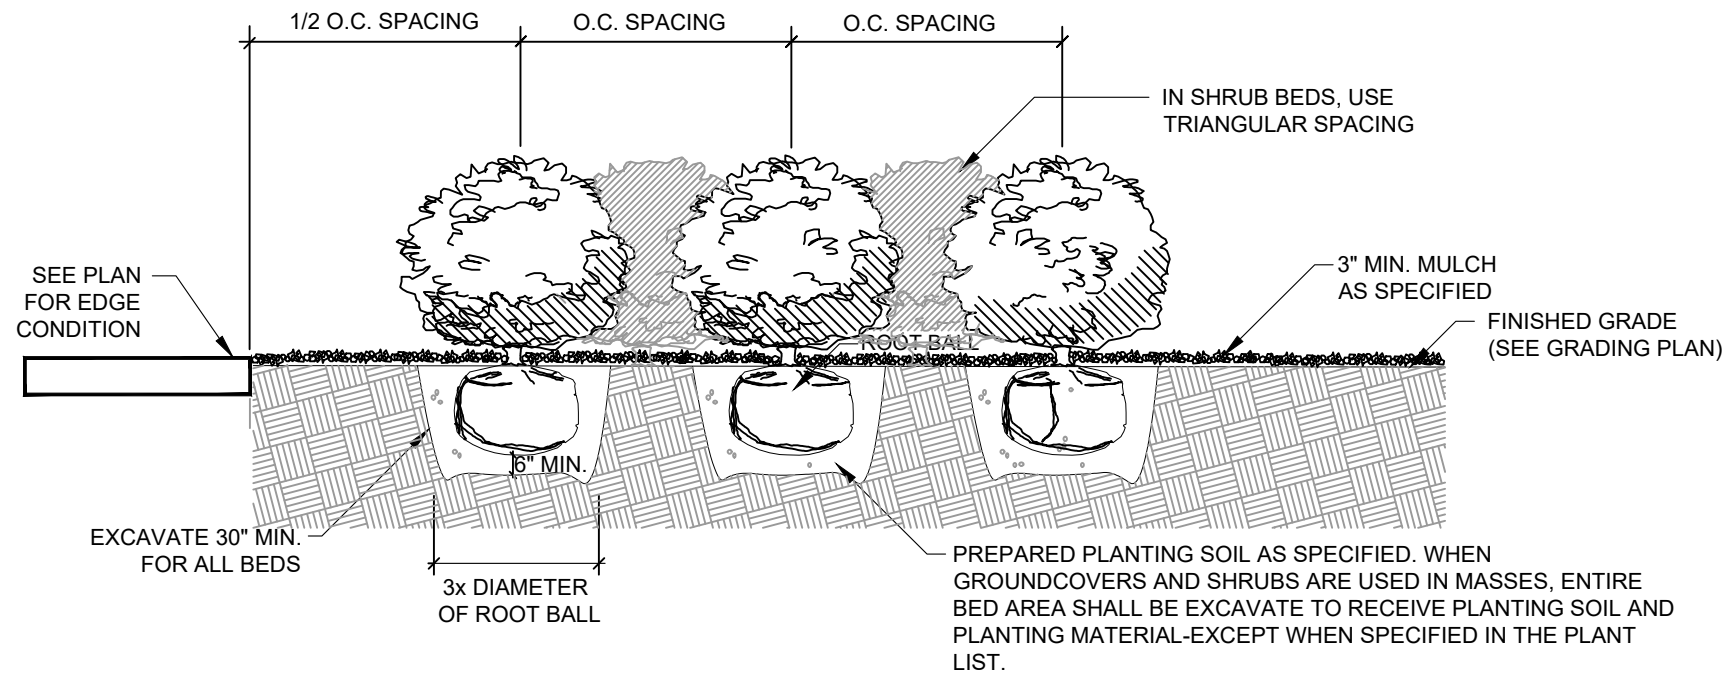 1/2 O.C. SPACING
O.C. SPACING
O.C. SPACING
IN SHRUB BEDS, USE
TRIANGULAR SPACING
SEE PLAN
FOR EDGE
CONDITION
3" MIN. MULCH
AS SPECIFIED
FINISHED GRADE
(SEE GRADING PLAN)
ROOT BALL
6" MIN.
EXCAVATE 30" MIN.
FOR ALL BEDS
3x DIAMETER
OF ROOT BALL
PREPARED PLANTING SOIL AS SPECIFIED. WHEN
GROUNDCOVERS AND SHRUBS ARE USED IN MASSES, ENTIRE
BED AREA SHALL BE EXCAVATE TO RECEIVE PLANTING SOIL AND
PLANTING MATERIAL-EXCEPT WHEN SPECIFIED IN THE PLANT
LIST.